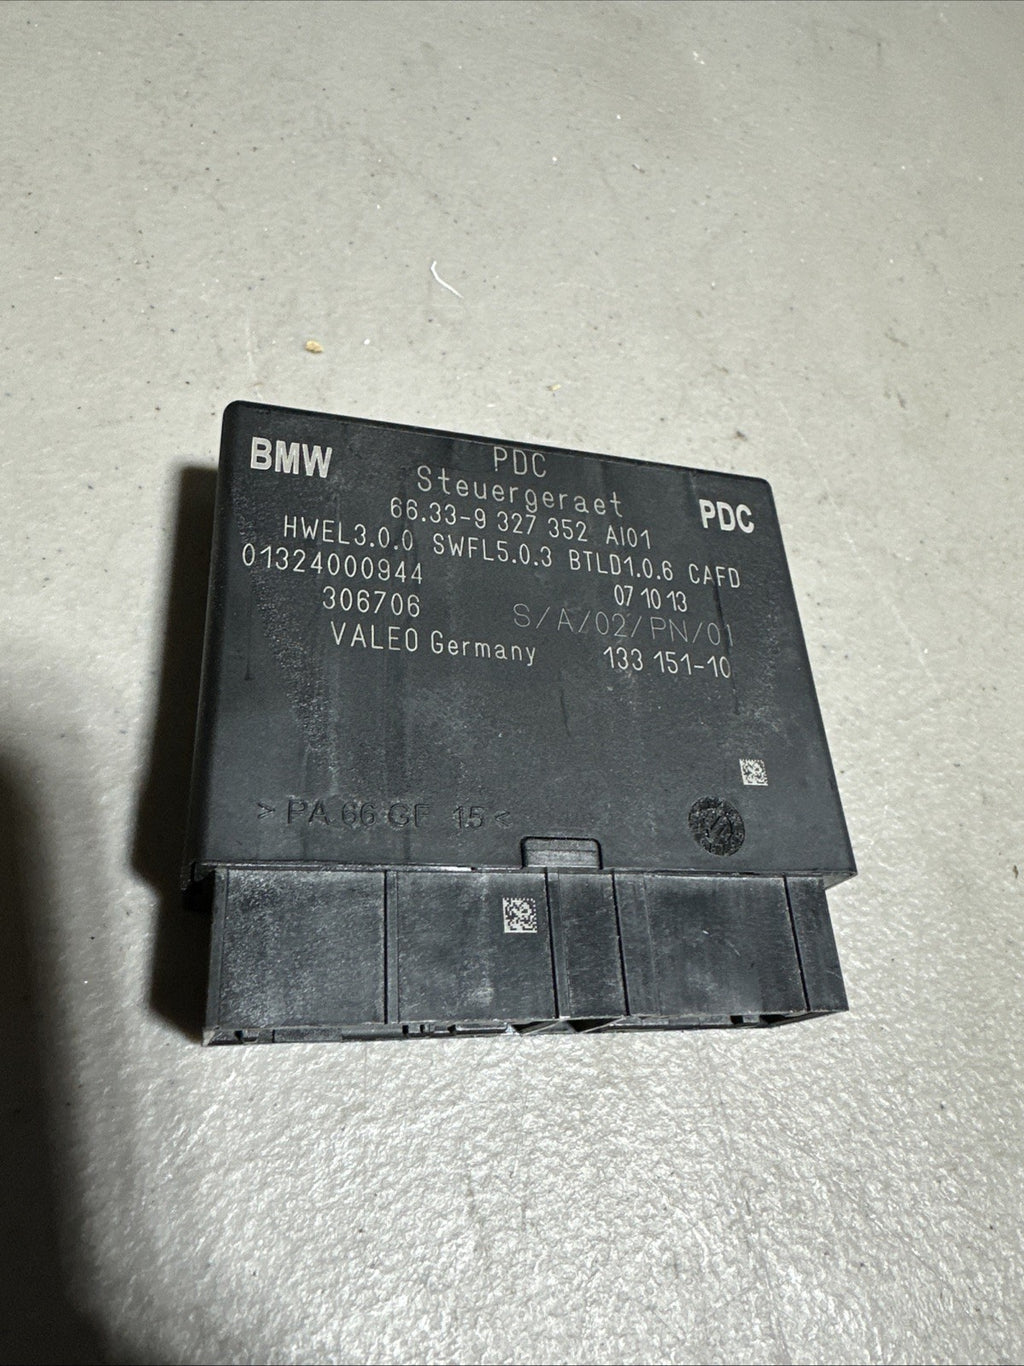 BMW
PDC
Steuergeraet
PDC
66.33-9 327 352 AI01
HWEL3.0.0 SWFL5.0.3 BTLD1.0.6 CAFD
01324000944
07 10 13
306706
S/A/02/PN/01
VALEO Germany
133 151-10
> PA 66 GF 15 <